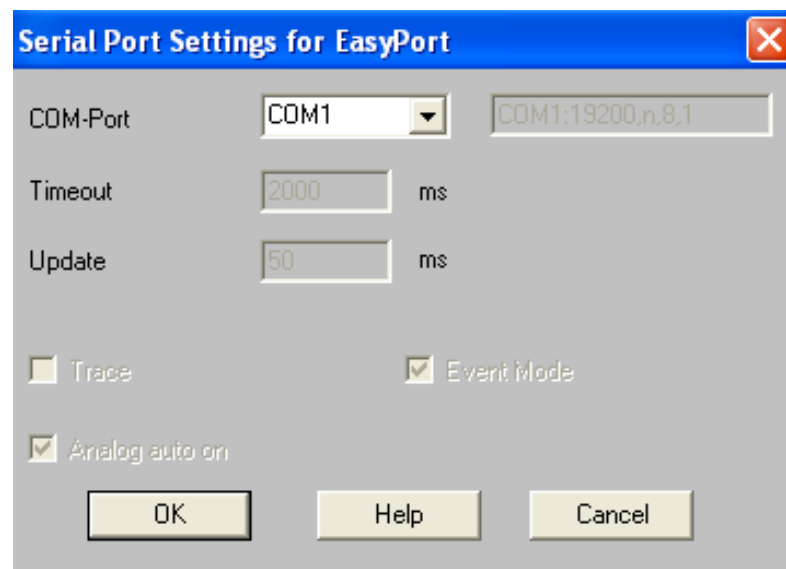 Serial Port Settings for EasyPort
COM-Port COM1 COM1:19200,n,8,1
Timeout 2000 ms
Update 50 ms
Trace Event Mode
Analog auto on
OK Help Cancel